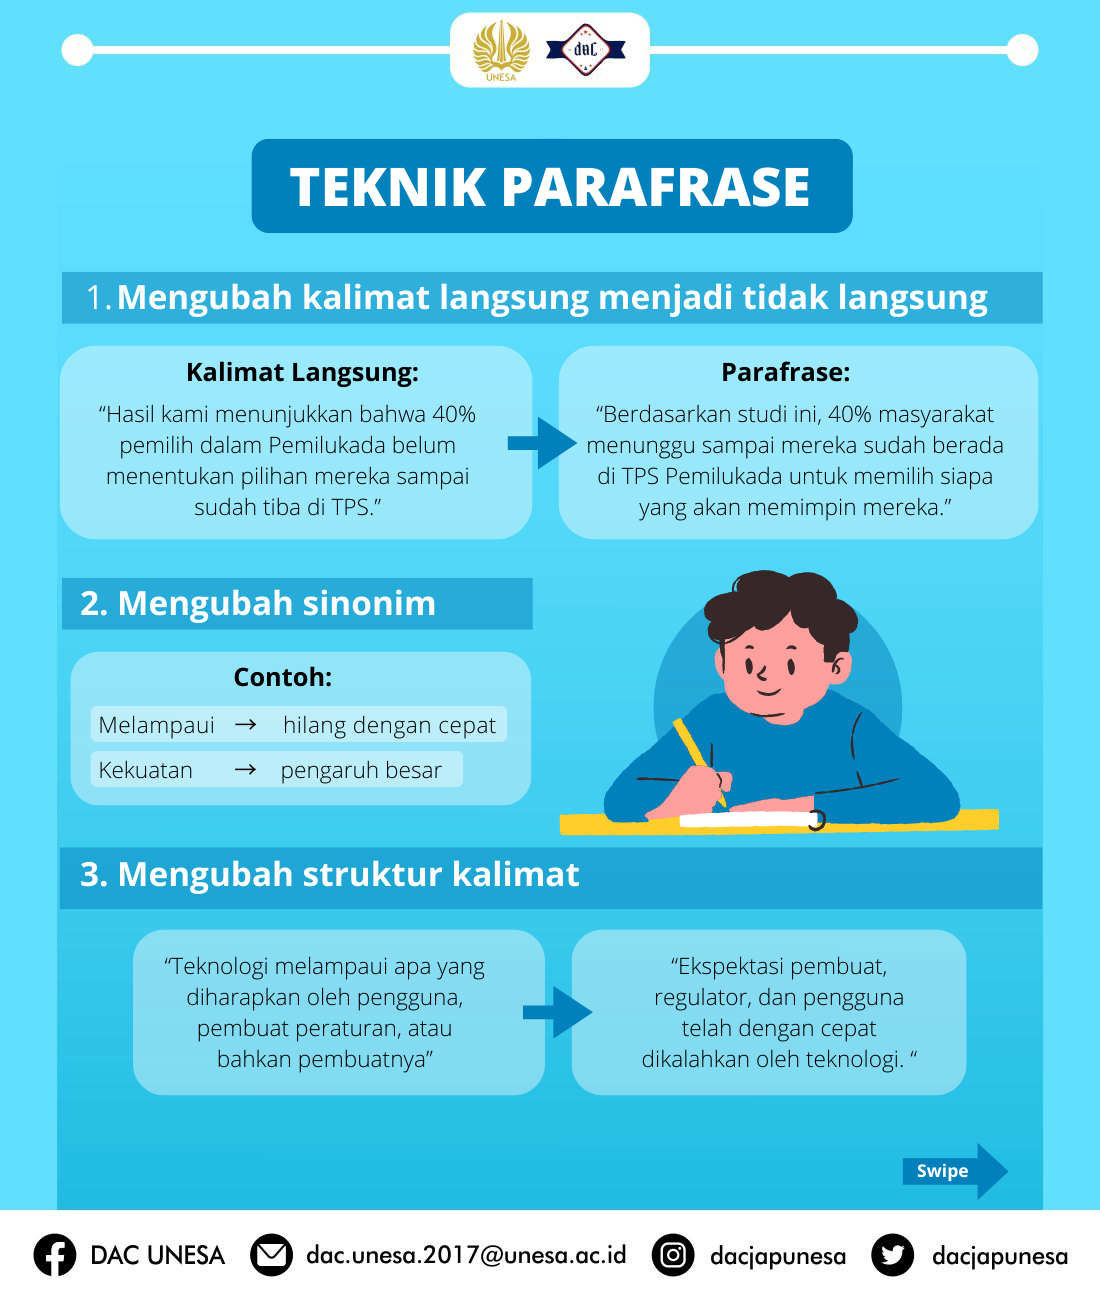 UNESA
dAC
TEKNIK PARAFRASE
1. Mengubah kalimat langsung menjadi tidak langsung
Kalimat Langsung:
“Hasil kami menunjukkan bahwa 40%
pemilih dalam Pemilukada belum
menentukan pilihan mereka sampai
sudah tiba di TPS.”
Parafrase:
“Berdasarkan studi ini, 40% masyarakat
menunggu sampai mereka sudah berada
di TPS Pemilukada untuk memilih siapa
yang akan memimpin mereka.”
2. Mengubah sinonim
Contoh:
Melampaui → hilang dengan cepat
Kekuatan → pengaruh besar
3. Mengubah struktur kalimat
“Teknologi melampaui apa yang
diharapkan oleh pengguna,
pembuat peraturan, atau
bahkan pembuatnya”
“Ekspektasi pembuat,
regulator, dan pengguna
telah dengan cepat
dikalahkan oleh teknologi. “
Swipe
DAC UNESA
dac.unesa.2017@unesa.ac.id
dacjapunesa
dacjapunesa